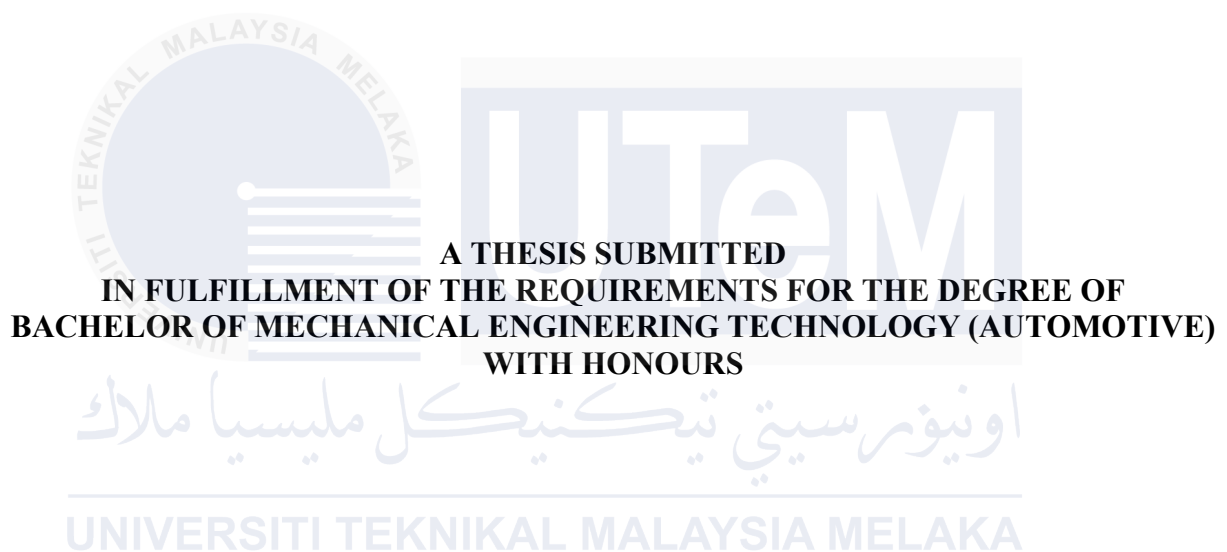 UNIVERSITI TEKNIKAL MALAYSIA MELAKA
UTeM
A THESIS SUBMITTED
IN FULFILLMENT OF THE REQUIREMENTS FOR THE DEGREE OF
BACHELOR OF MECHANICAL ENGINEERING TECHNOLOGY (AUTOMOTIVE)
WITH HONOURS
اونيۏرسيتي تيكنيكل مليسيا ملاك
UNIVERSITI TEKNIKAL MALAYSIA MELAKA